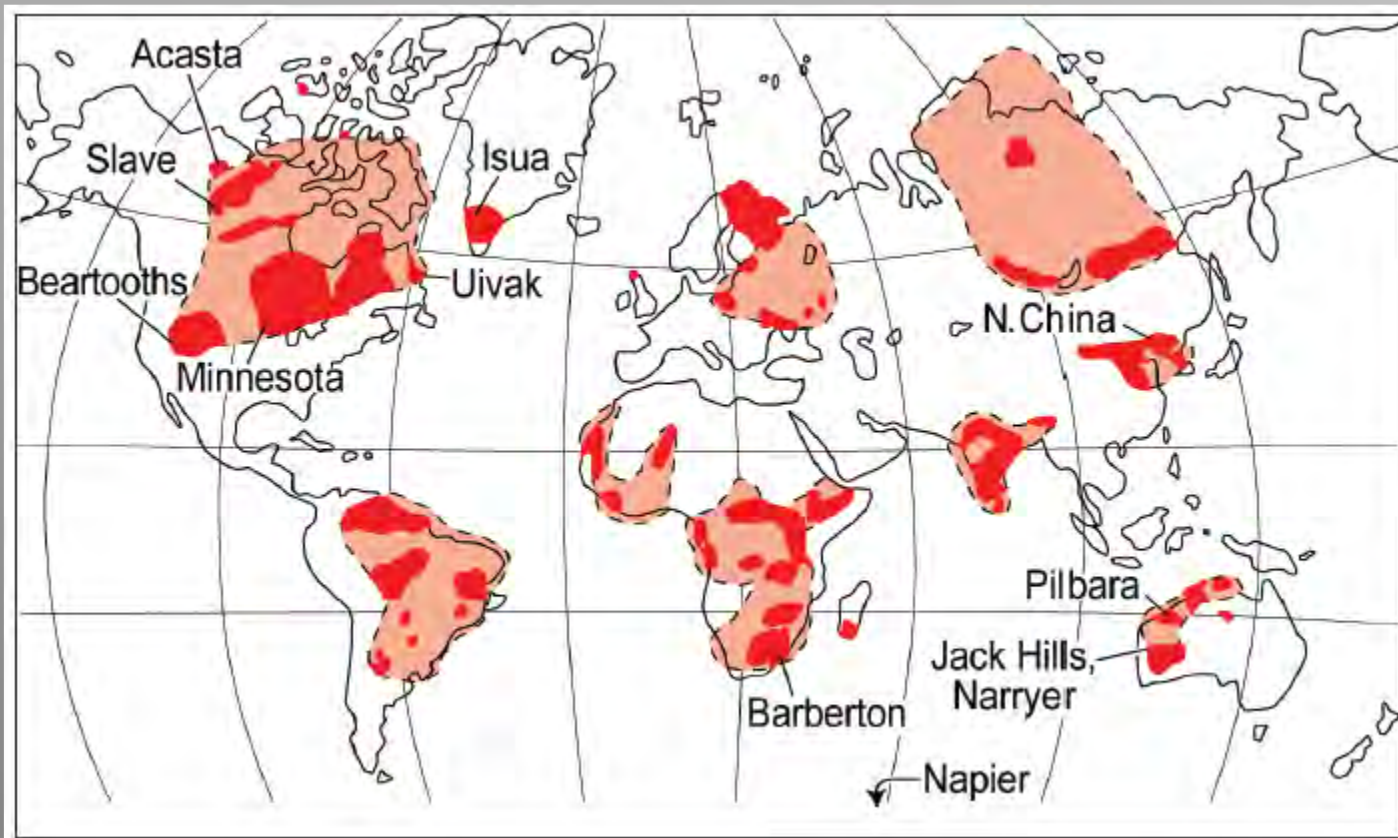 Acasta
Slave
Isua
Beartooths
Uivak
N.China
Minnesota
Pilbara
Jack Hills,
Narryer
Barberton
Napier